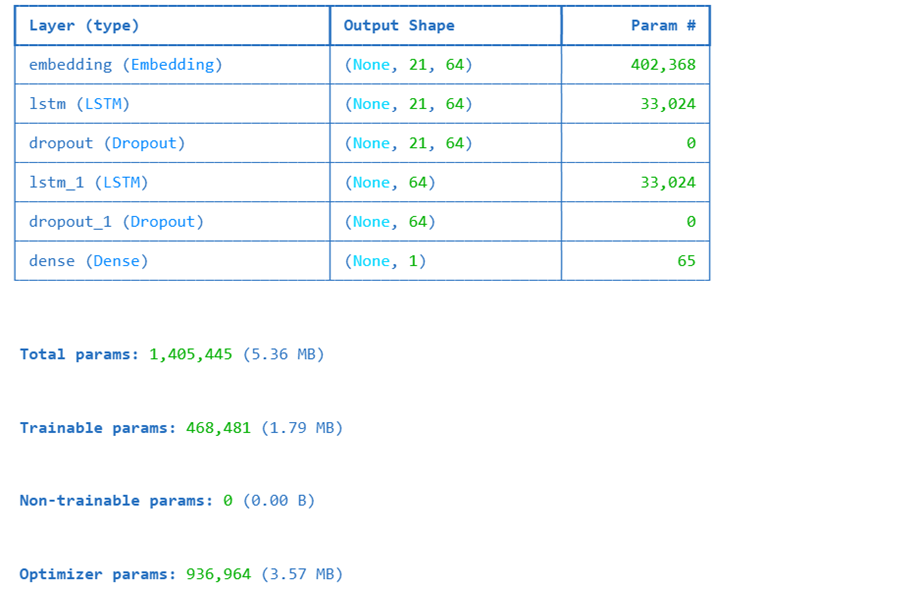 Layer (type) Output Shape Param #
embedding (Embedding) (None, 21, 64) 402,368
lstm (LSTM) (None, 21, 64) 33,024
dropout (Dropout) (None, 21, 64) 0
lstm_1 (LSTM) (None, 64) 33,024
dropout_1 (Dropout) (None, 64) 0
dense (Dense) (None, 1) 65
Total params: 1,405,445 (5.36 MB)
Trainable params: 468,481 (1.79 MB)
Non-trainable params: 0 (0.00 B)
Optimizer params: 936,964 (3.57 MB)